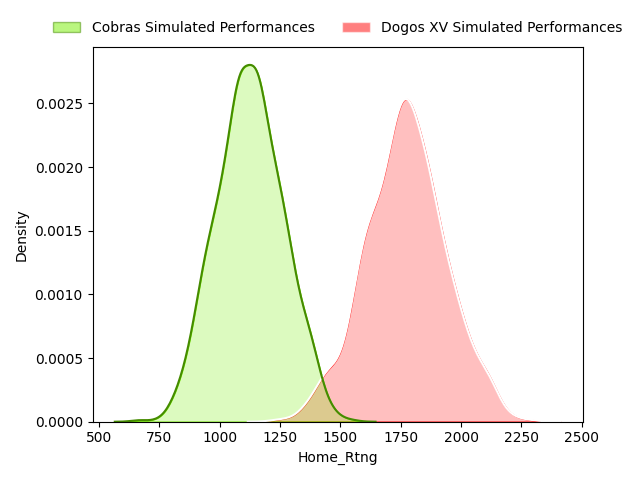 Cobras Simulated Performances
Dogos XV Simulated Performances
Density
0.0025
0.0020
0.0015
0.0010
0.0005
0.0000
500 750 1000 1250 1500 1750 2000 2250 2500
Home_Rtng